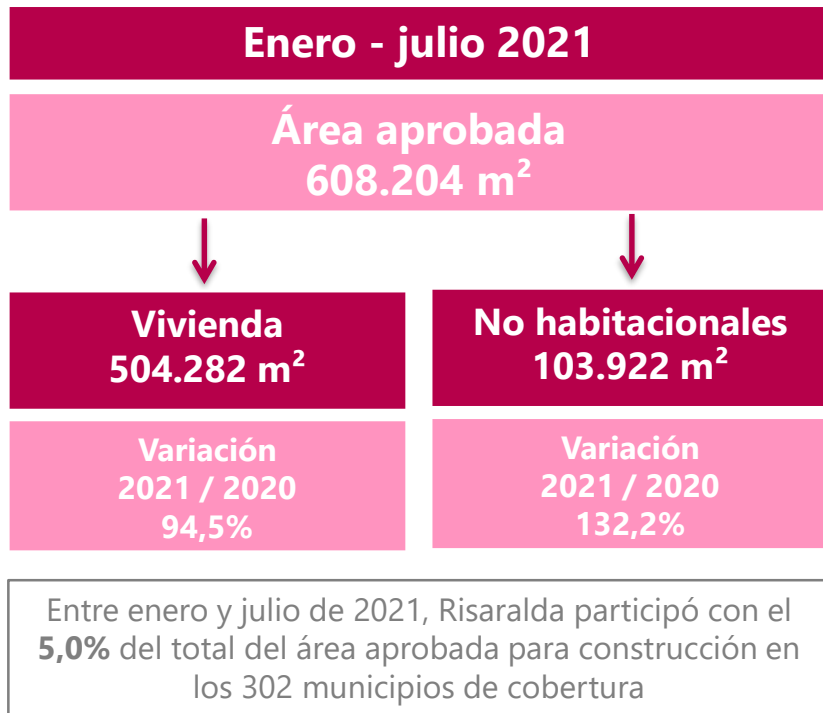 Enero - julio 2021
Área aprobada
608.204 m²
Vivienda
504.282 m²
No habitacionales
103.922 m²
Variación
2021 / 2020
94,5%
Variación
2021 / 2020
132,2%
Entre enero y julio de 2021, Risaralda participó con el
5,0% del total del área aprobada para construcción en
los 302 municipios de cobertura